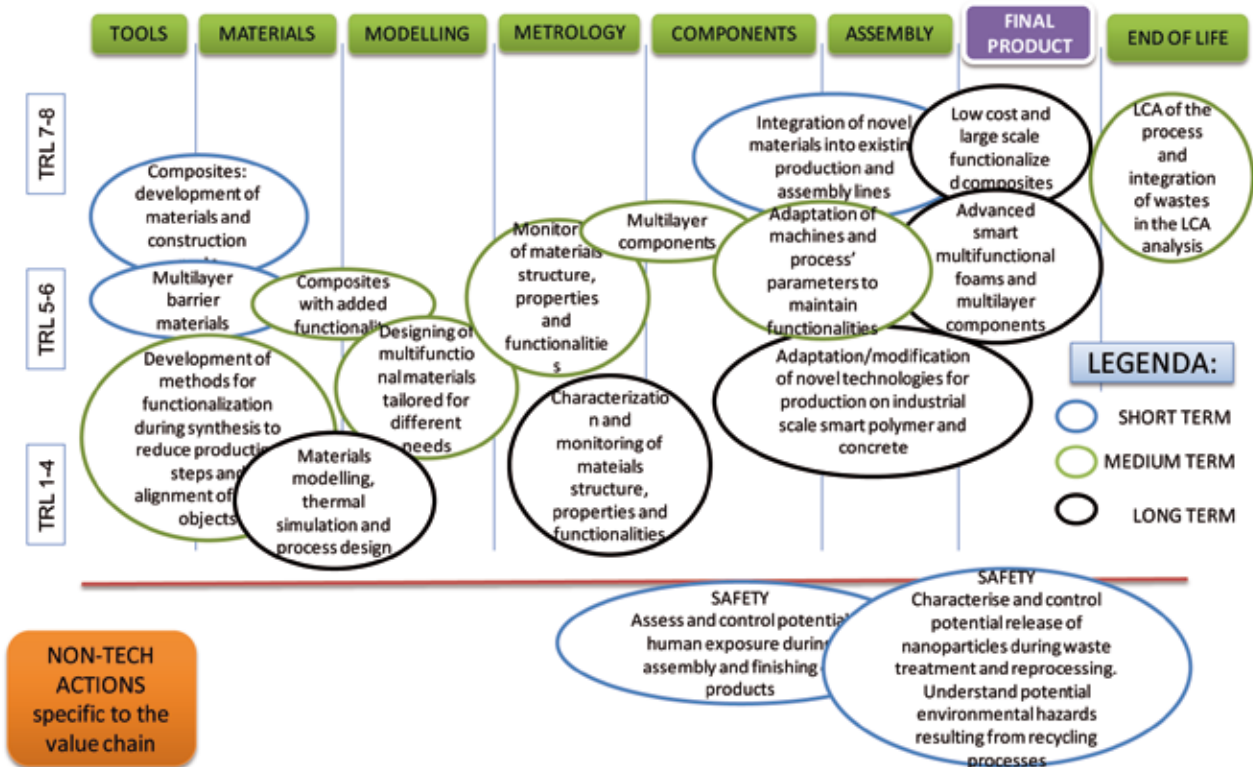 TOOLS
MATERIALS
MODELLING
METROLOGY
COMPONENTS
ASSEMBLY
FINAL
PRODUCT
END OF LIFE
TRL 7-8
TRL 5-6
TRL 1-4
Composites:
development of
materials and
construction
Multilayer
barrier
materials
Development of
methods for
functionalization
during synthesis to
reduce production
steps and
alignment of
objects
Composites
with added
Designing of
multifunctio
nal materials
tailored for
different
needs
Materials
modelling,
thermal
simulation and
process design
of materials
structure,
properties
and
functionalitie
s
Characterizatio
n and
monitoring of
mateials
structure,
properties and
functionalities
Multilayer
components
Integration of novel
materials into existing
production and
assembly lines
Adaptation of
machines and
process’
parameters to
maintain
functionalities
Adaptation/modification
of novel technologies for
production on industrial
scale smart polymer and
concrete
Low cost and
large scale
functionalize
d composites
Advanced
smart
multifunctional
foams and
multilayer
components
LCA of the
process
and
integration
of wastes
in the LCA
analysis
LEGENDA:
SHORT TERM
MEDIUM TERM
LONG TERM
NON-TECH
ACTIONS
specific to the
value chain
SAFETY
Assess and control potential
human exposure during
assembly and finishing
products
SAFETY
Characterise and control
potential release of
nanoparticles during waste
treatment and reprocessing.
Understand potential
environmental hazards
resulting from recycling
processes